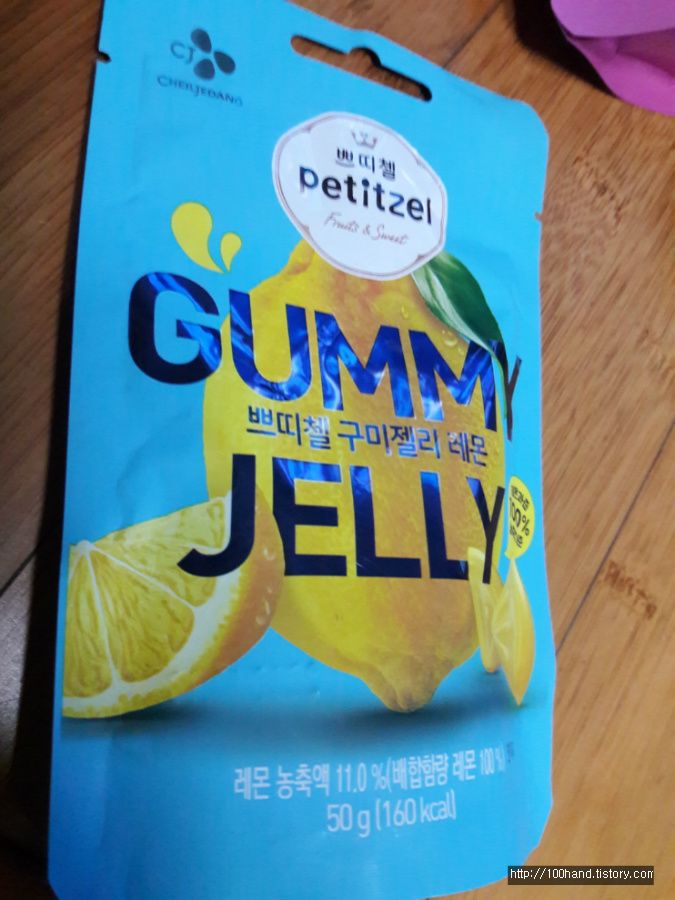 CJ
CHEILJEDANG
쁘띠첼
petitzel
Fruits & Sweet
GUMMY
쁘띠첼 구미젤리 레몬
JELLY
100%
레몬 농축액 11.0 %(배합함량 레몬 100 %)
50 g (160 kcal)
http://100hand.tistory.com